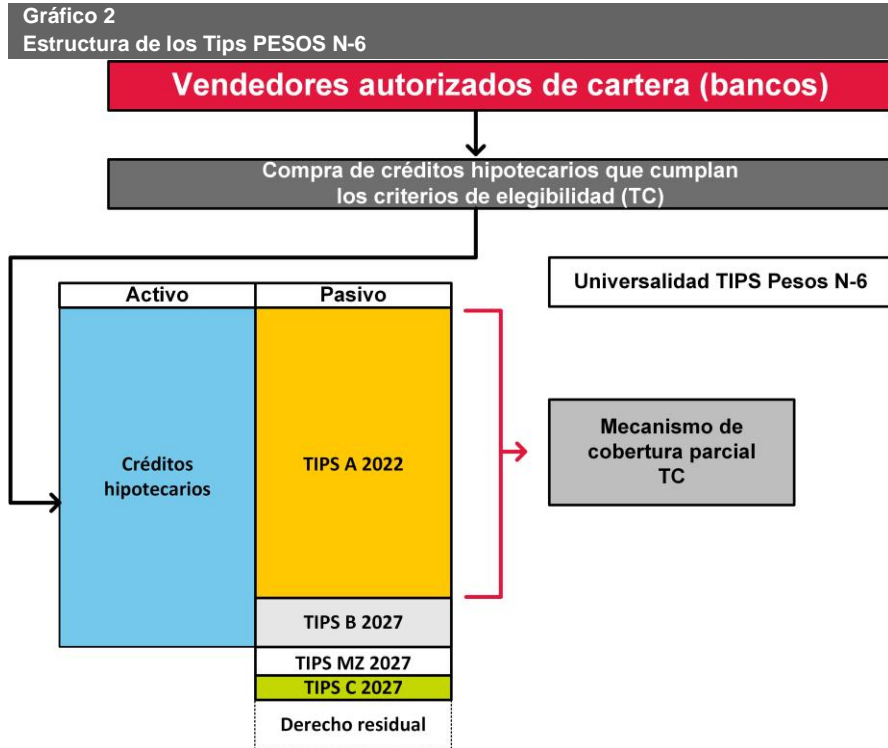 Gráfico 2
Estructura de los Tips PESOS N-6
Vendedores autorizados de cartera (bancos)
Compra de créditos hipotecarios que cumplan
los criterios de elegibilidad (TC)
Universalidad TIPS Pesos N-6
Activo
Pasivo
Créditos
hipotecarios
TIPS A 2022
Mecanismo de
cobertura parcial
TC
TIPS B 2027
TIPS MZ 2027
TIPS C 2027
Derecho residual